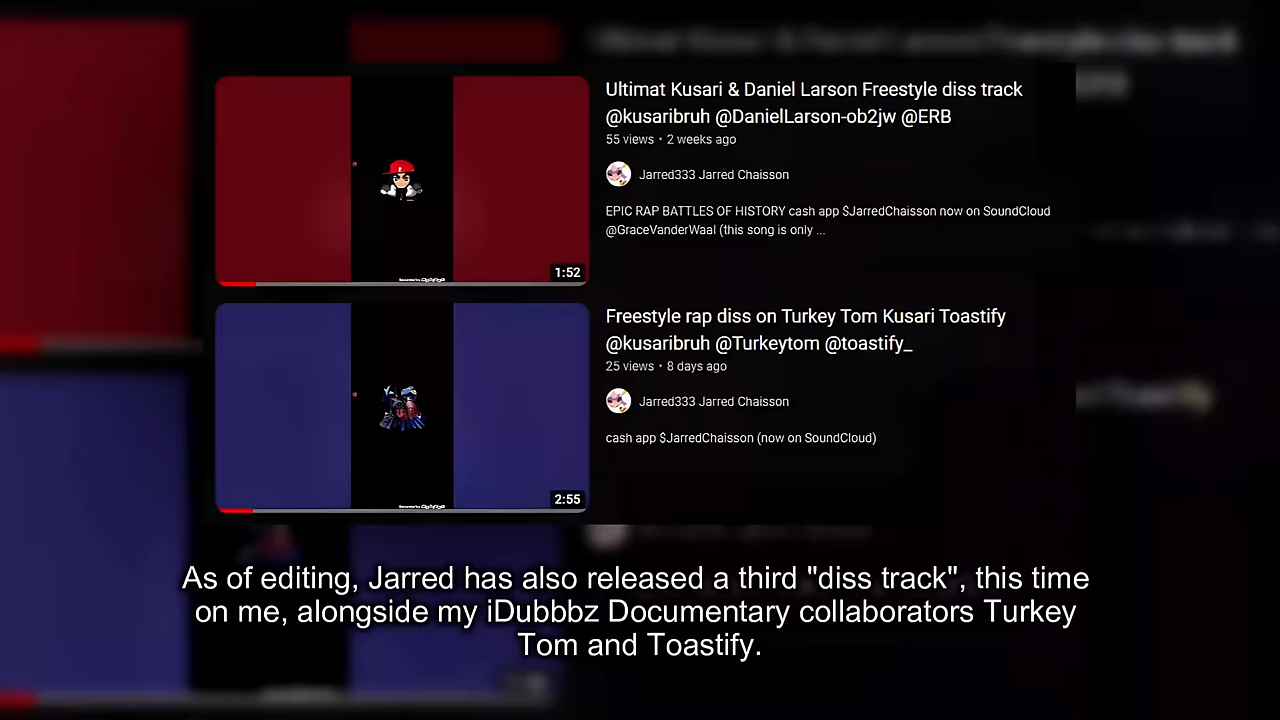 Ultimat Kusari & Daniel Larson Freestyle diss track
@kusaribruh @DanielLarson-ob2jw @ERB
55 views • 2 weeks ago
Jarred333 Jarred Chaisson
EPIC RAP BATTLES OF HISTORY cash app $JarredChaisson now on SoundCloud
@GraceVanderWaal (this song is only ...
1:52
Freestyle rap diss on Turkey Tom Kusari Toastify
@kusaribruh @Turkeytom @toastify_
25 views • 8 days ago
Jarred333 Jarred Chaisson
cash app $JarredChaisson (now on SoundCloud)
2:55
As of editing, Jarred has also released a third "diss track", this time
on me, alongside my iDubbbz Documentary collaborators Turkey
Tom and Toastify.